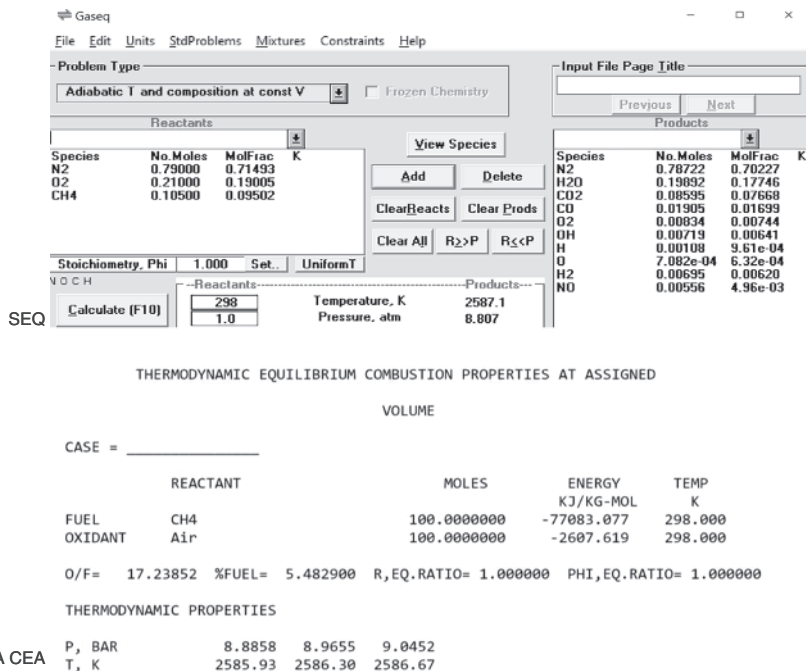 Gaseq
File Edit Units StdProblems Mixtures Constraints Help
Problem Type
Adiabatic T and composition at const V
Frozen Chemistry
Input File Page Title
Previous Next
Reactants
Species No.Moles MolFrac K
N2 0.79000 0.71493
O2 0.21000 0.19005
CH4 0.10500 0.09502
View Species
Add Delete
ClearReacts Clear Prods
Clear All R>>P R<<P
Products
Species No.Moles MolFrac K
N2 0.78722 0.70227
H2O 0.19892 0.17746
CO2 0.08595 0.07668
CO 0.01905 0.01699
O2 0.00834 0.00744
OH 0.00719 0.00641
H 0.00108 9.61e-04
O 7.082e-04 6.32e-04
H2 0.00695 0.00620
NO 0.00556 4.96e-03
Stoichiometry, Phi 1.000 Set.. UniformT
N O C H
Calculate (F10)
--Reactants-- --Products--
298 Temperature, K 2587.1
1.0 Pressure, atm 8.807
SEQ
THERMODYNAMIC EQUILIBRIUM COMBUSTION PROPERTIES AT ASSIGNED
VOLUME
CASE = _______________
REACTANT MOLES ENERGY TEMP
KJ/KG-MOL K
FUEL CH4 100.0000000 -77083.077 298.000
OXIDANT Air 100.0000000 -2607.619 298.000
O/F= 17.23852 %FUEL= 5.482900 R,EQ.RATIO= 1.000000 PHI,EQ.RATIO= 1.000000
THERMODYNAMIC PROPERTIES
P, BAR 8.8858 8.9655 9.0452
A CEA T, K 2585.93 2586.30 2586.67